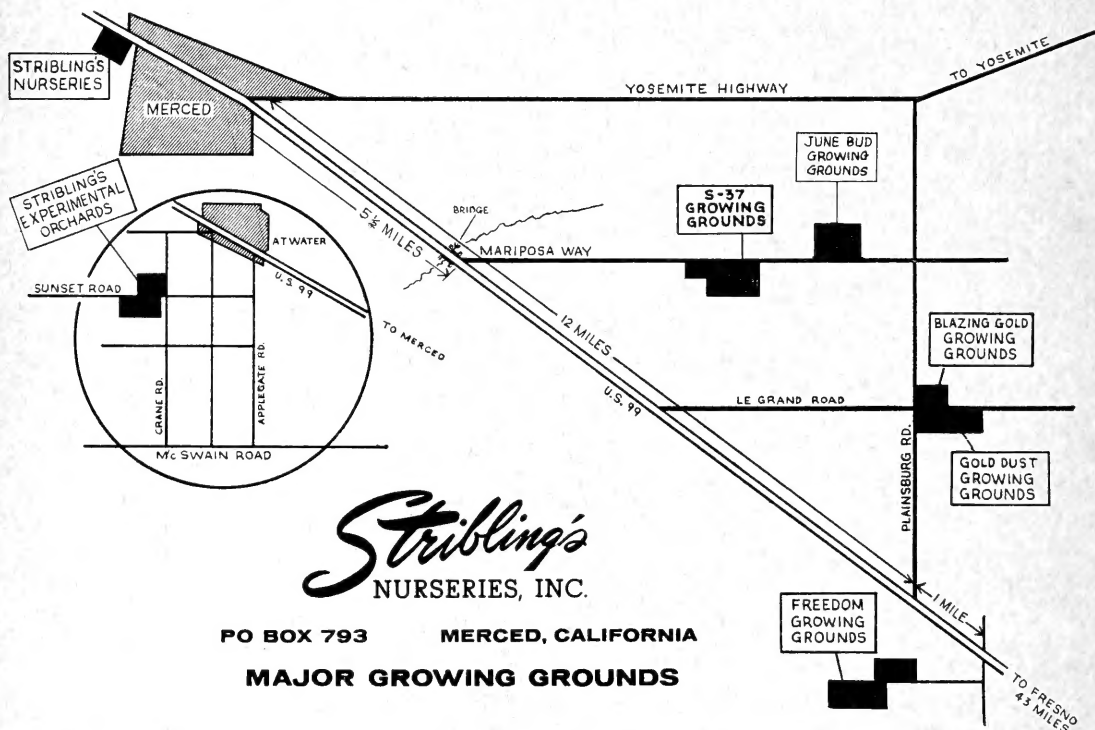 STRIBLING'S
NURSERIES
MERCED
TO YOSEMITE
YOSEMITE HIGHWAY
JUNE BUD
GROWING
GROUNDS
STRIBLING'S
EXPERIMENTAL
ORCHARDS
S-37
GROWING
GROUNDS
5½ MILES
BRIDGE
MARIPOSA WAY
ATWATER
U.S. 99
SUNSET ROAD
TO MERCED
CRANE RD.
APPLEGATE RD.
McSWAIN ROAD
12 MILES
U.S. 99
BLAZING GOLD
GROWING
GROUNDS
LE GRAND ROAD
PLAINSBURG RD.
GOLD DUST
GROWING
GROUNDS
Stribling's
NURSERIES, INC.
PO BOX 793 MERCED, CALIFORNIA
MAJOR GROWING GROUNDS
FREEDOM
GROWING
GROUNDS
1 MILE
TO FRESNO
43 MILES